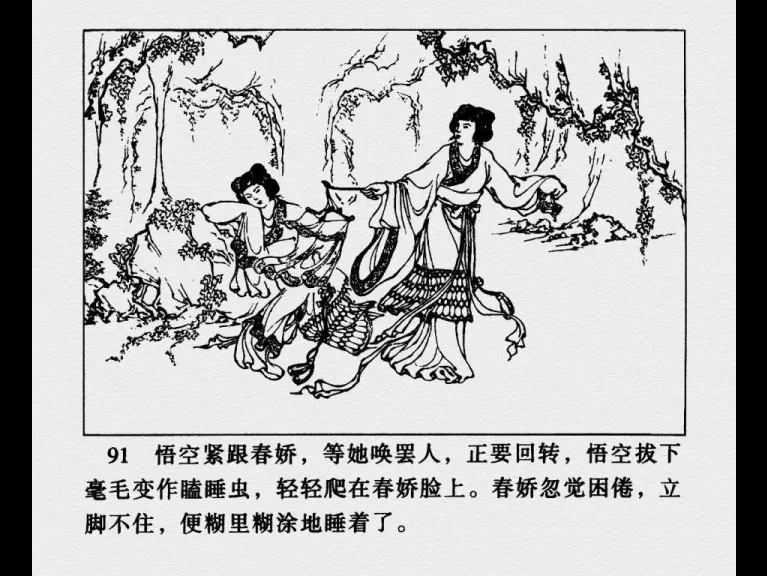 91 悟空紧跟春娇，等她唤罢人，正要回转，悟空拔下
毫毛变作瞌睡虫，轻轻爬在春娇脸上。春娇忽觉困倦，立
脚不住，便糊里糊涂地睡着了。